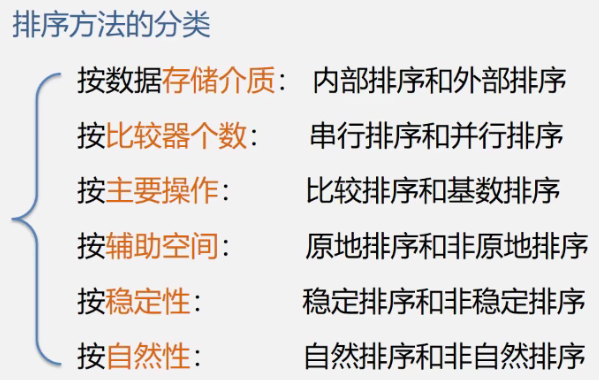 排序方法的分类
按数据存储介质： 内部排序和外部排序
按比较器个数： 串行排序和并行排序
按主要操作： 比较排序和基数排序
按辅助空间： 原地排序和非原地排序
按稳定性： 稳定排序和非稳定排序
按自然性： 自然排序和非自然排序